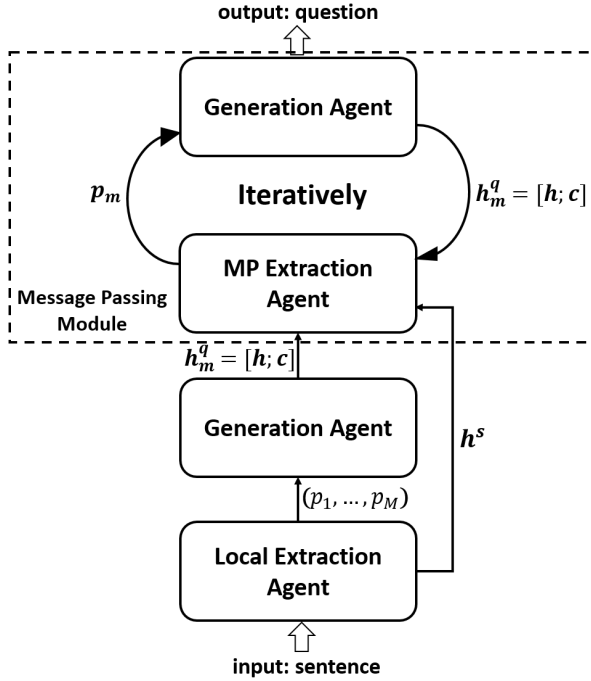 output: question
Generation Agent
p_m
Iteratively
h_m^q = [h; c]
MP Extraction
Agent
Message Passing
Module
h_m^q = [h; c]
Generation Agent
h^s
(p_1, ..., p_M)
Local Extraction
Agent
input: sentence